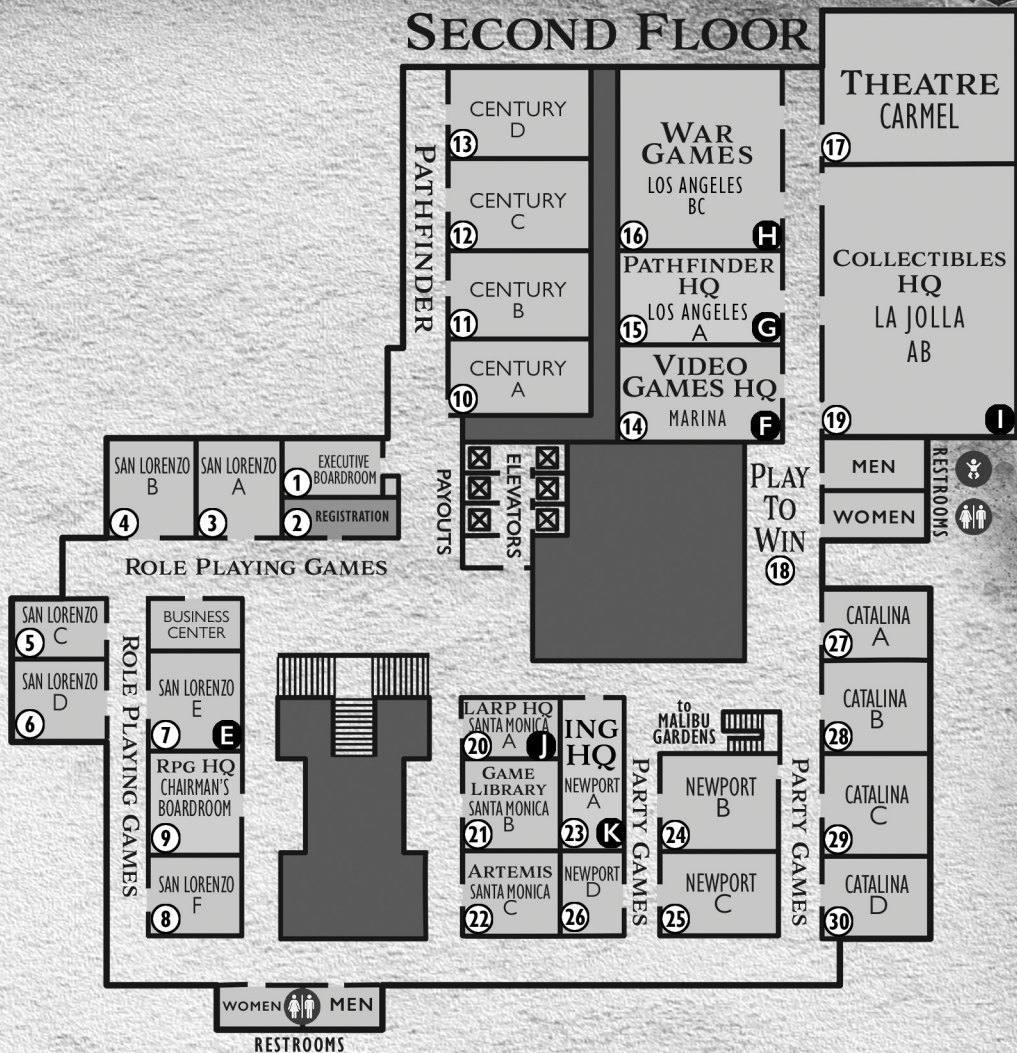 SECOND FLOOR
THEATRE
CARMEL
17
CENTURY
D
13
CENTURY
C
12
CENTURY
B
11
CENTURY
A
10
PATHFINDER
WAR
GAMES
LOS ANGELES
BC
16
H
PATHFINDER
HQ
LOS ANGELES
A
15
G
VIDEO
GAMES HQ
MARINA
14
F
COLLECTIBLES
HQ
LA JOLLA
AB
19
I
MEN
WOMEN
RESTROOMS
PLAY
TO
WIN
18
PAYOUTS
ELEVATORS
SAN LORENZO
B
4
SAN LORENZO
A
3
EXECUTIVE
BOARDROOM
1
2
REGISTRATION
ROLE PLAYING GAMES
SAN LORENZO
C
5
SAN LORENZO
D
6
ROLE PLAYING GAMES
BUSINESS
CENTER
SAN LORENZO
E
7
E
RPG HQ
CHAIRMAN'S
BOARDROOM
9
SAN LORENZO
F
8
LARP HQ
SANTA MONICA
A
20
J
GAME
LIBRARY
SANTA MONICA
B
21
ARTEMIS
SANTA MONICA
C
22
ING
HQ
NEWPORT
A
23
K
NEWPORT
D
26
PARTY GAMES
to
MALIBU
GARDENS
NEWPORT
B
24
NEWPORT
C
25
PARTY GAMES
CATALINA
A
27
CATALINA
B
28
CATALINA
C
29
CATALINA
D
30
WOMEN
MEN
RESTROOMS